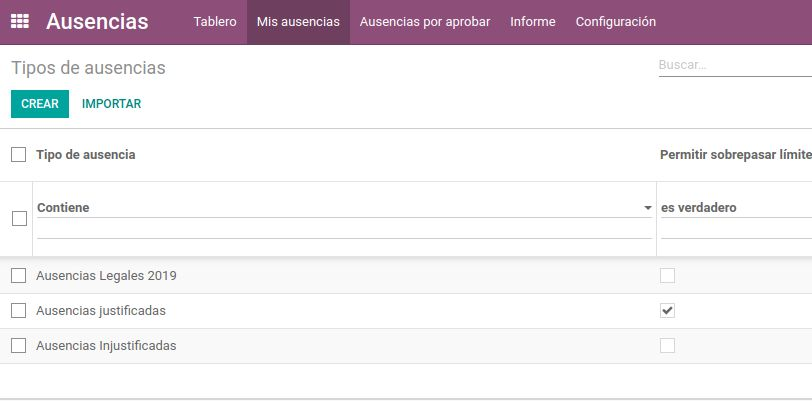 Ausencias Tablero Mis ausencias Ausencias por aprobar Informe Configuración
Tipos de ausencias Buscar...
CREAR IMPORTAR
Tipo de ausencia Permitir sobrepasar límite
Contiene es verdadero
Ausencias Legales 2019
Ausencias justificadas
Ausencias Injustificadas